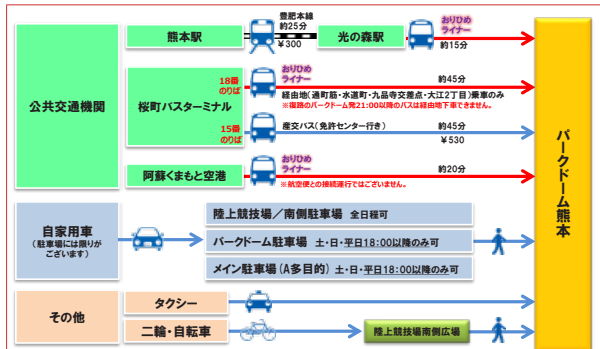 公共交通機関
熊本駅
豊肥本線
約25分
¥300
光の森駅
おりひめ
ライナー
約15分
桜町バスターミナル
18番
のりば
おりひめ
ライナー
約45分
経由地(通町筋・水道町・九品寺交差点・大江2丁目)乗車のみ
※復路のパークドーム発21:00以降のバスは経由地下車できません。
15番
のりば
産交バス(免許センター行き)
約45分
¥530
阿蘇くまもと空港
おりひめ
ライナー
約20分
※航空便との接続運行ではございません。
自家用車
(駐車場には限りが
ございます)
陸上競技場/南側駐車場 全日程可
パークドーム駐車場 土・日・平日18:00以降のみ可
メイン駐車場(A多目的) 土・日・平日18:00以降のみ可
その他
タクシー
二輪・自転車
陸上競技場南側広場
パークドーム熊本